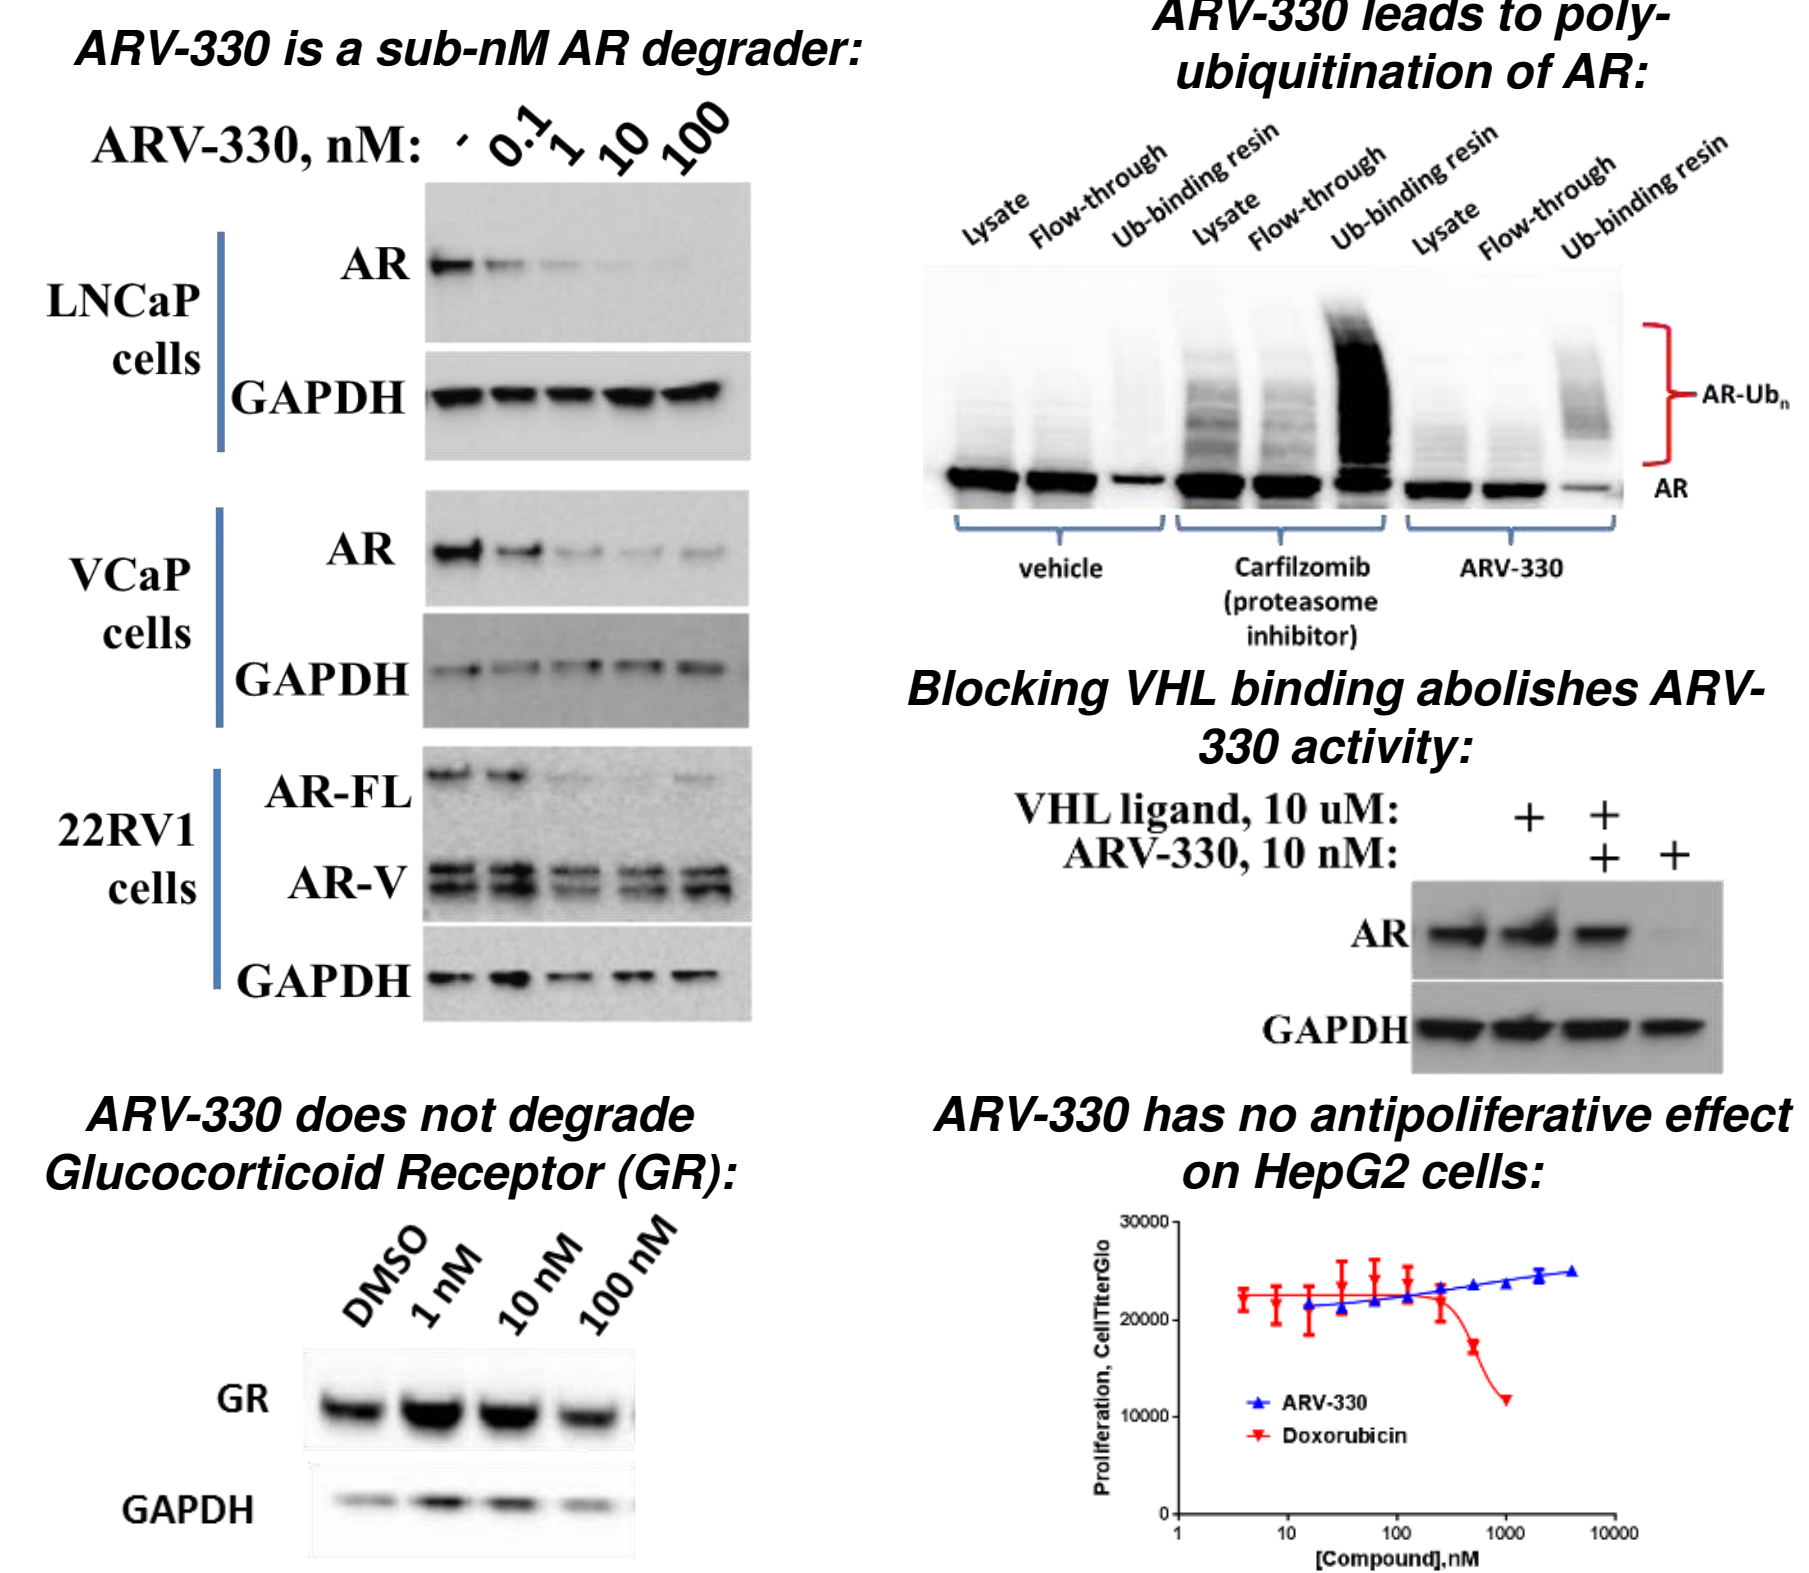 ARV-330 is a sub-nM AR degrader:
ARV-330, nM: - 0.1 1 10 100
LNCaP
cells
AR
GAPDH
VCaP
cells
AR
GAPDH
22RV1
cells
AR-FL
AR-V
GAPDH
ARV-330 leads to poly-
ubiquitination of AR:
Lysate
Flow-through
Ub-binding resin
Lysate
Flow-through
Ub-binding resin
Lysate
Flow-through
Ub-binding resin
AR-Ubn
AR
vehicle
Carfilzomib
(proteasome
inhibitor)
ARV-330
Blocking VHL binding abolishes ARV-
330 activity:
VHL ligand, 10 uM: + +
ARV-330, 10 nM: + +
AR
GAPDH
ARV-330 does not degrade
Glucocorticoid Receptor (GR):
DMSO
1 nM
10 nM
100 nM
GR
GAPDH
ARV-330 has no antipoliferative effect
on HepG2 cells:
Proliferation, CellTiterGlo
30000
20000
10000
0
ARV-330
Doxorubicin
1 10 100 1000 10000
[Compound],nM